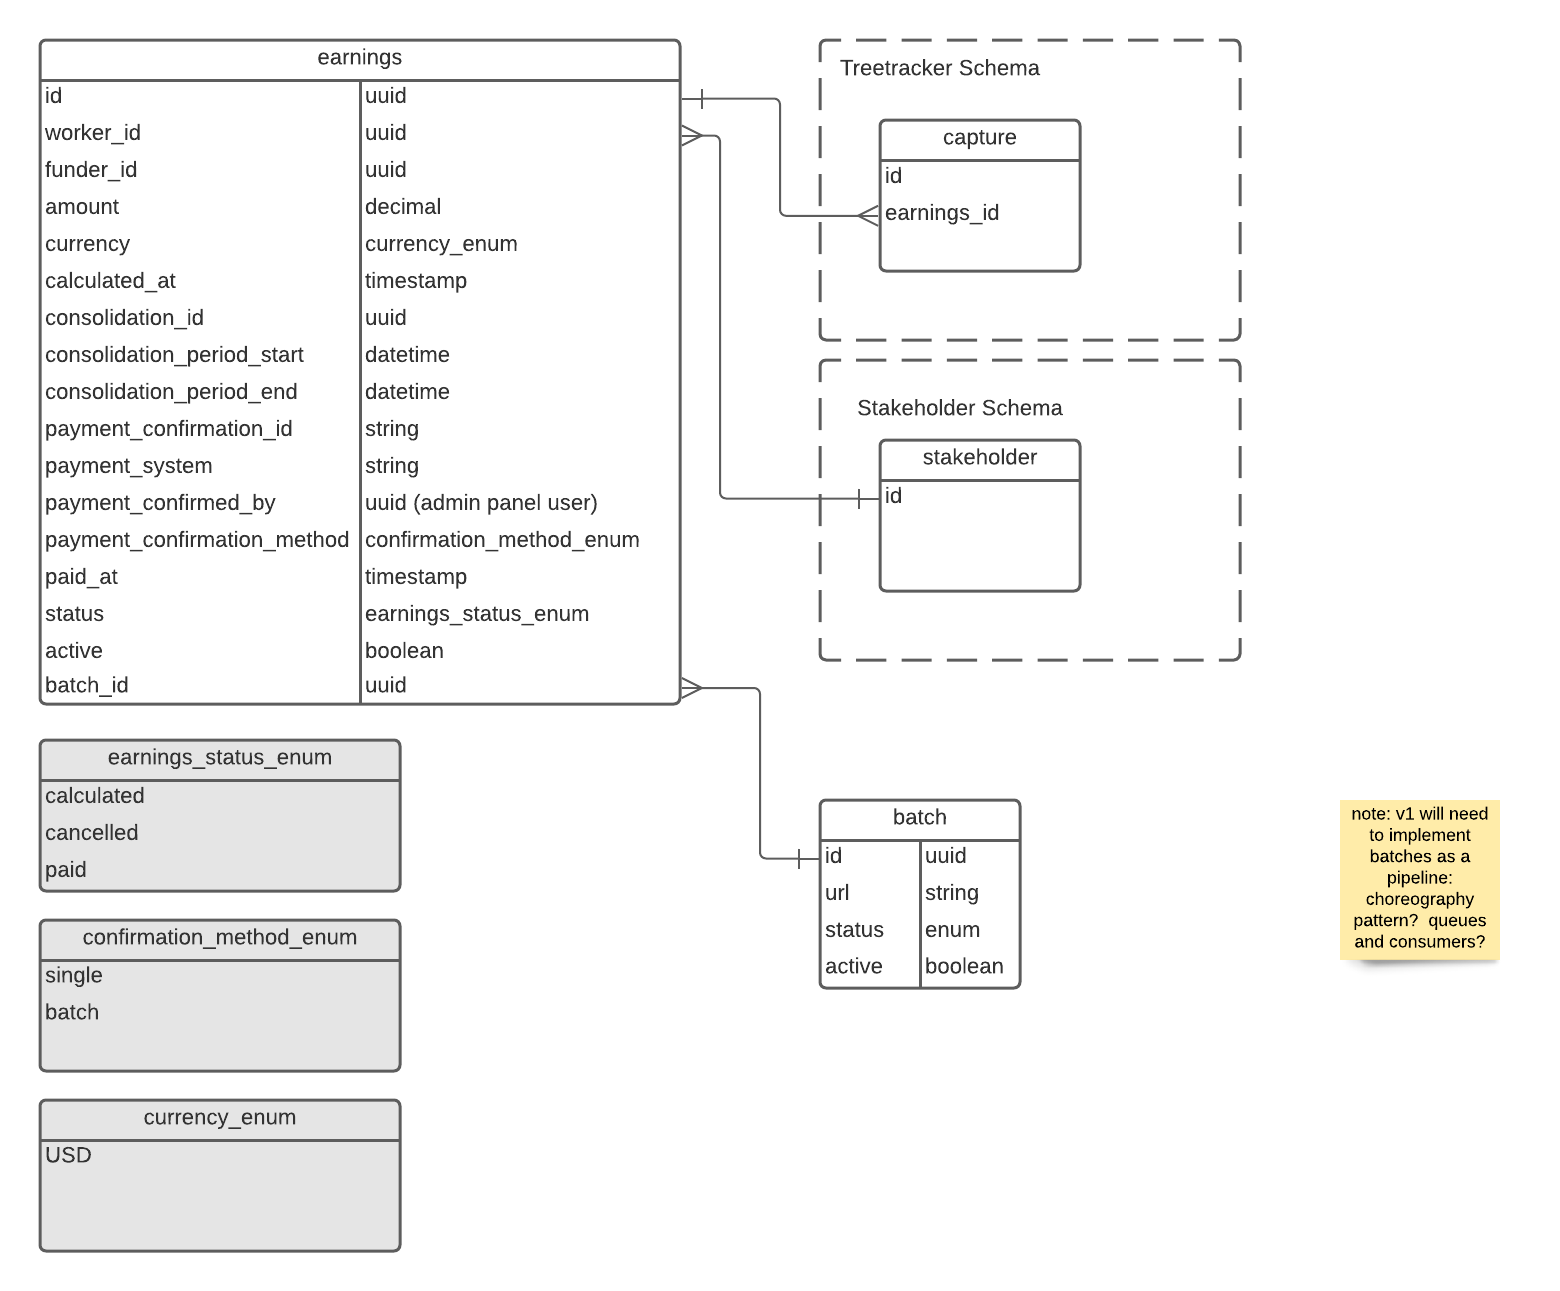 earnings
id uuid
worker_id uuid
funder_id uuid
amount decimal
currency currency_enum
calculated_at timestamp
consolidation_id uuid
consolidation_period_start datetime
consolidation_period_end datetime
payment_confirmation_id string
payment_system string
payment_confirmed_by uuid (admin panel user)
payment_confirmation_method confirmation_method_enum
paid_at timestamp
status earnings_status_enum
active boolean
batch_id uuid
Treetracker Schema
capture
id
earnings_id
Stakeholder Schema
stakeholder
id
earnings_status_enum
calculated
cancelled
paid
confirmation_method_enum
single
batch
currency_enum
USD
batch
id uuid
url string
status enum
active boolean
note: v1 will need
to implement
batches as a
pipeline:
choreography
pattern?  queues
and consumers?